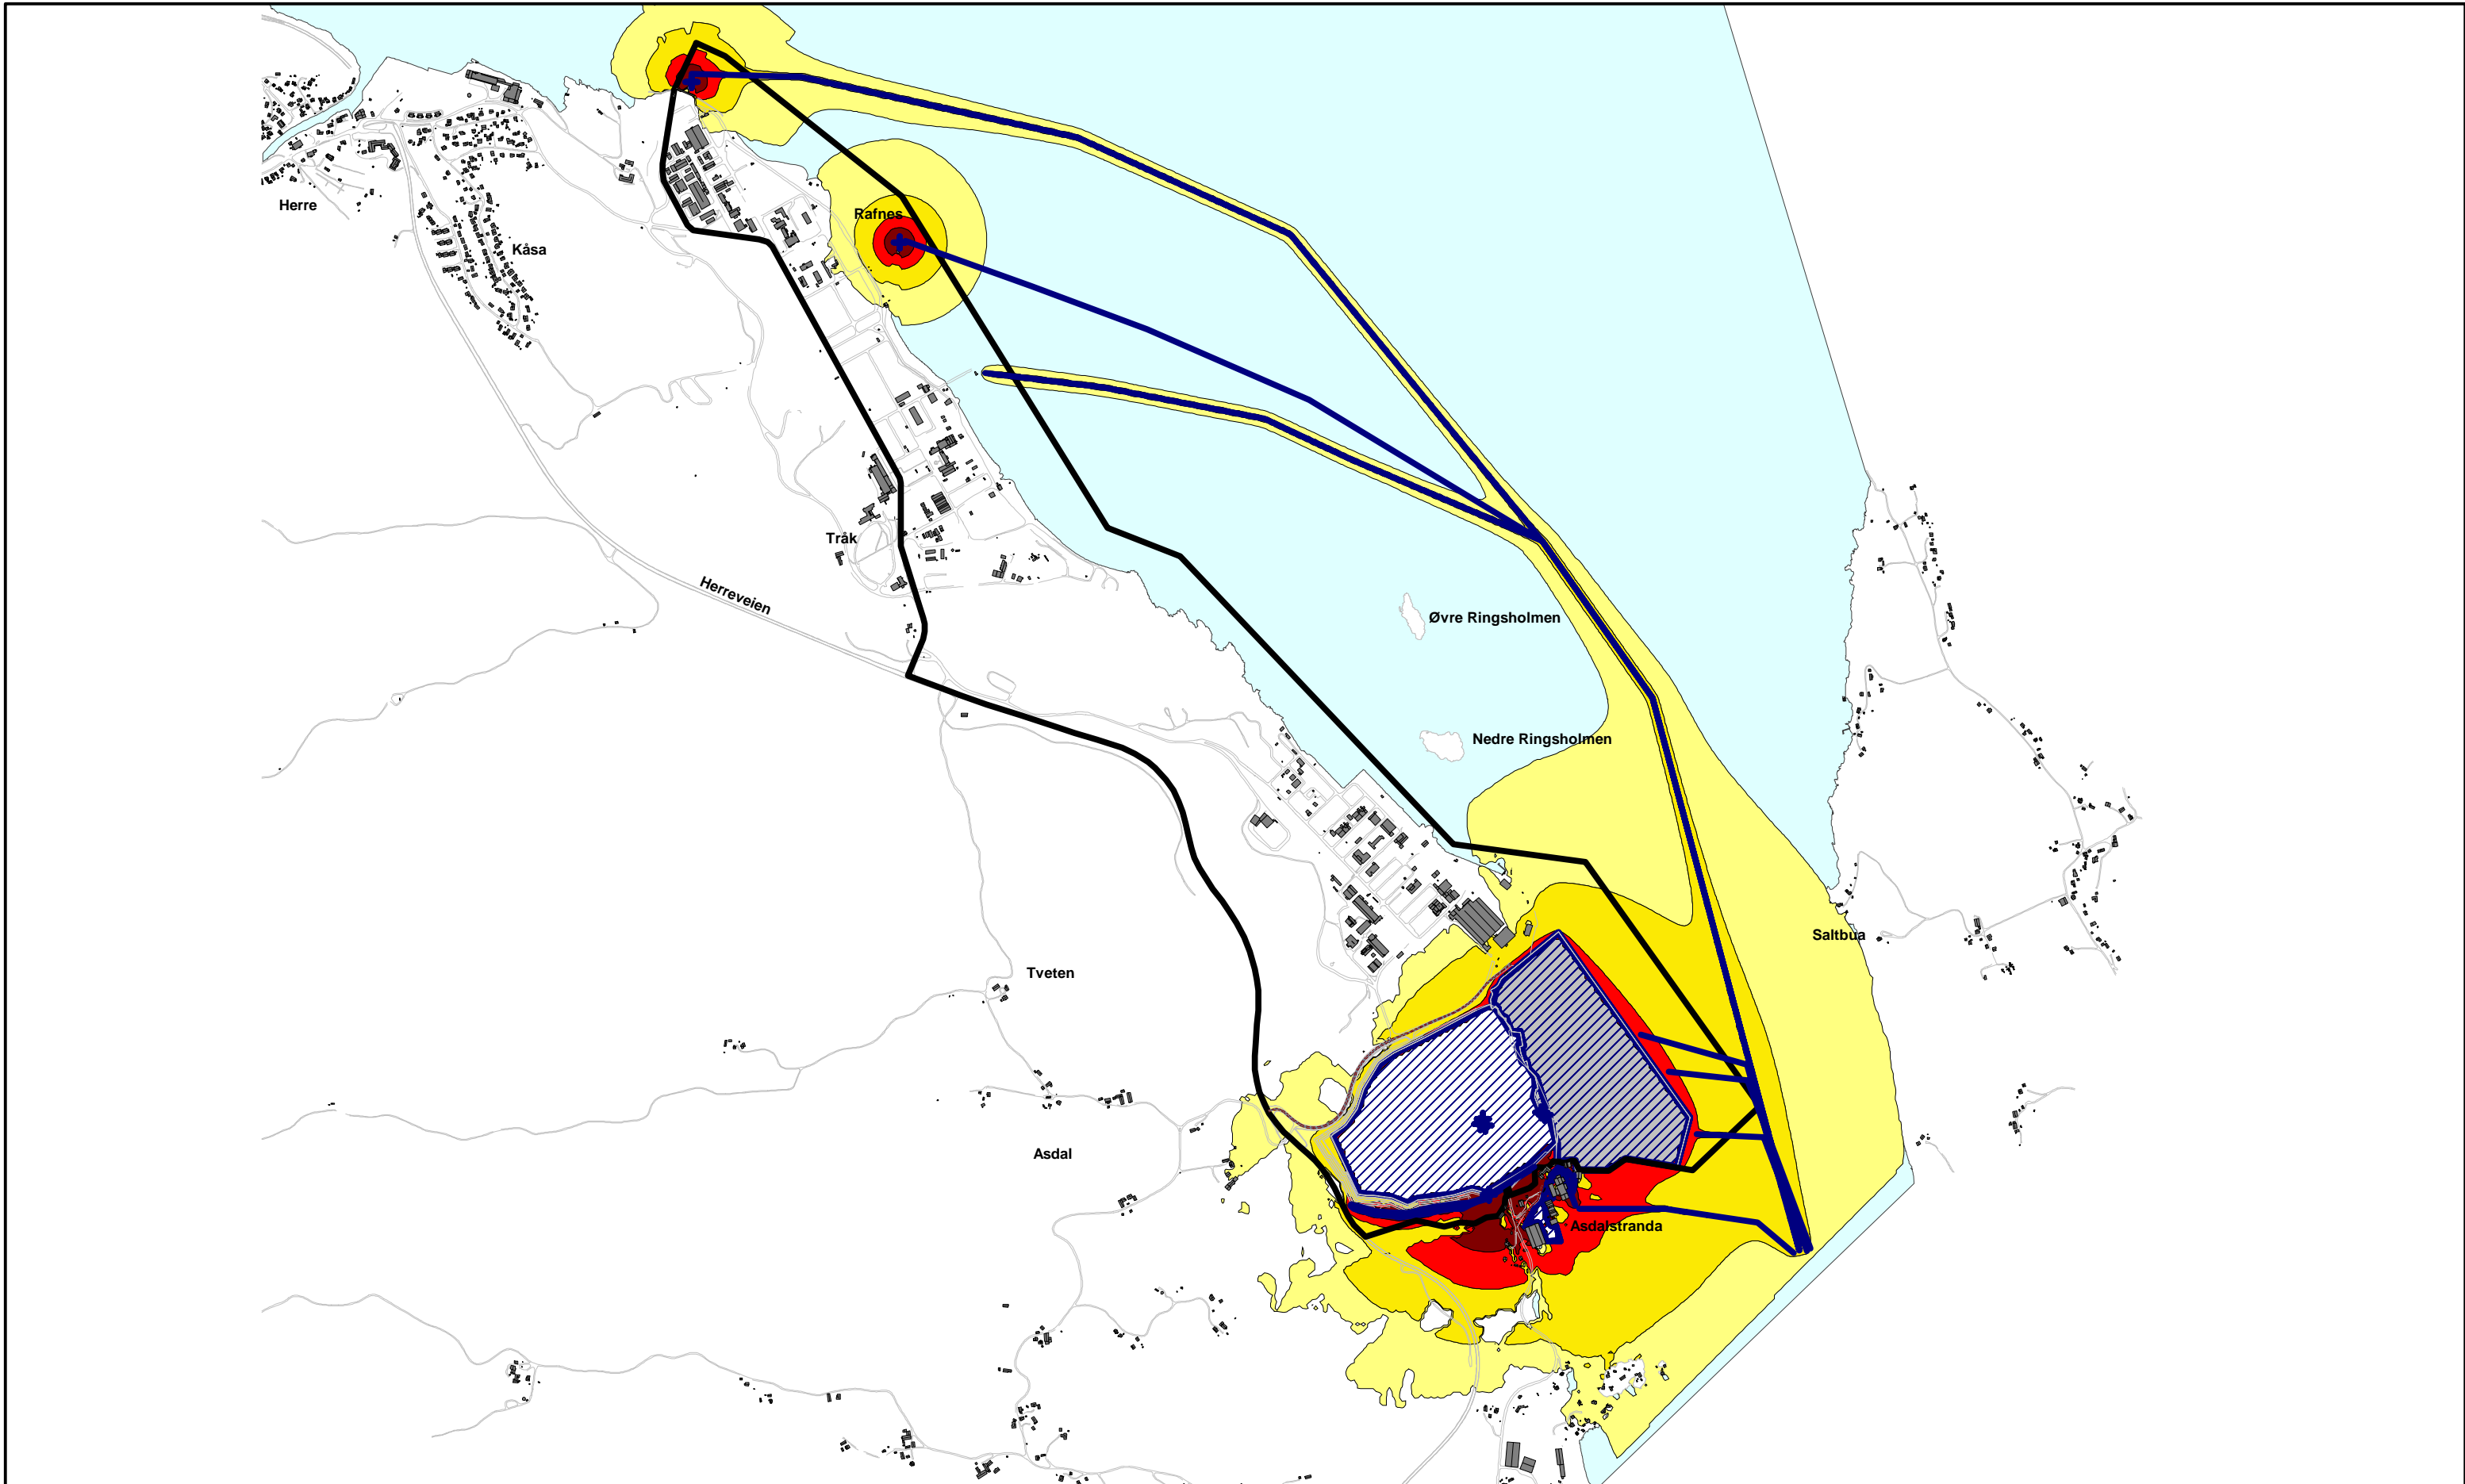 Herre
Rafnes
Kåsa
Tråk
Herreveien
Øvre Ringsholmen
Nedre Ringsholmen
Saltbua
Tveten
Asdal
Asdalstranda